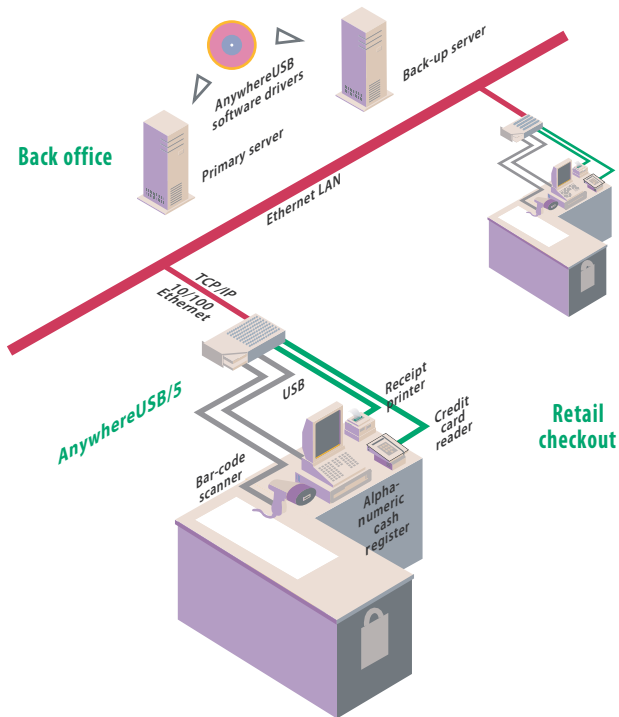 AnywhereUSB
software drivers
Back-up server
Back office
Primary server
Ethernet LAN
TCP/IP
10/100
Ethernet
AnywhereUSB/5
USB
Receipt
printer
Credit
card
reader
Retail
checkout
Bar-code
scanner
Alpha-
numeric
cash
register